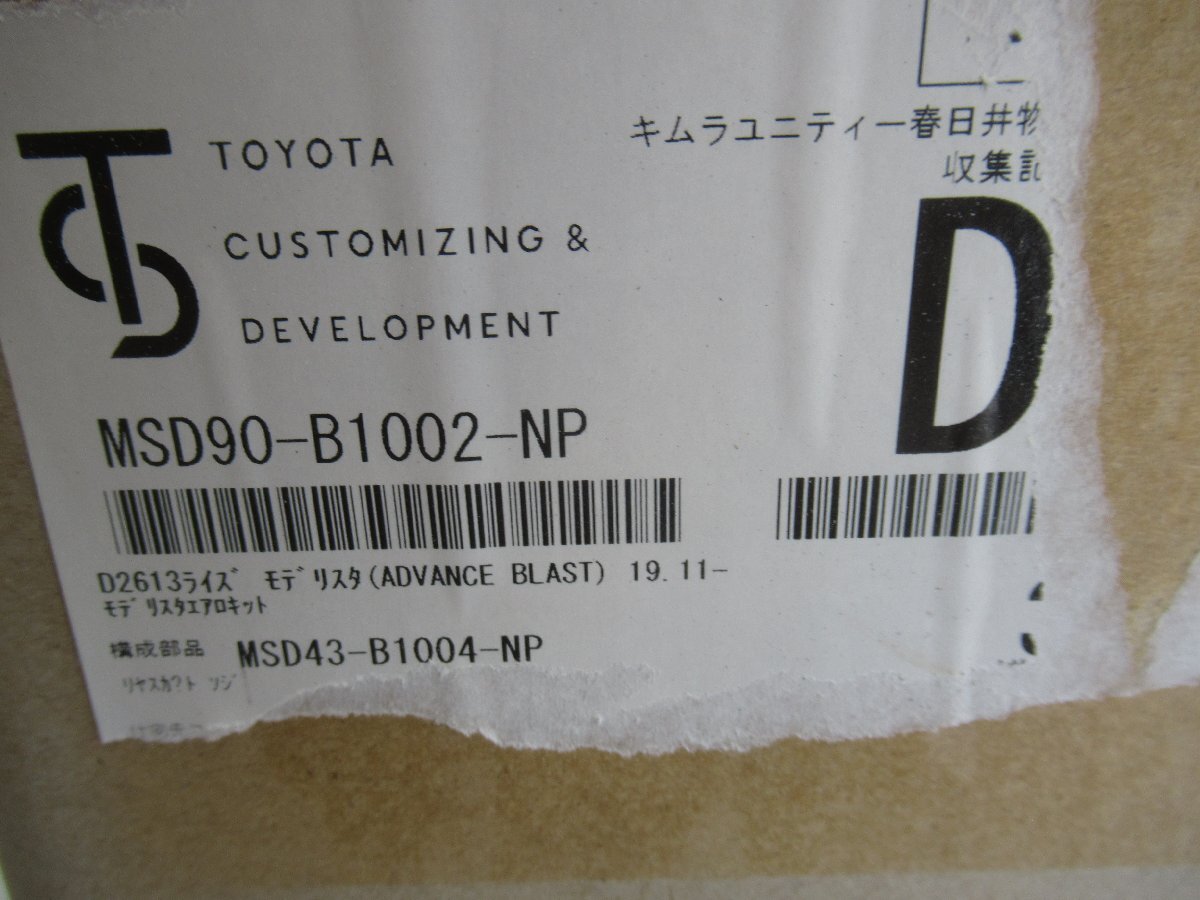 キムラユニティー春日井物
収集記
TOYOTA
CUSTOMIZING &
DEVELOPMENT
D
MSD90-B1002-NP
D2613ﾗｲｽﾞ ﾓﾃﾞﾘｽﾀ(ADVANCE BLAST) 19.11-
ﾓﾃﾞﾘｽﾀｴｱﾛｷｯﾄ
構成部品 MSD43-B1004-NP